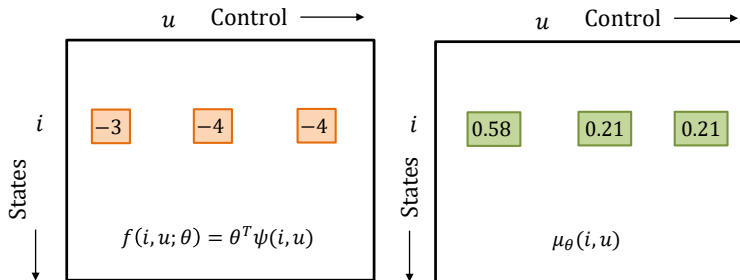 u Control
i
−3 −4 −4
States
f(i, u; θ) = θ^T ψ(i, u)
u Control
i
0.58 0.21 0.21
States
μ_θ(i, u)